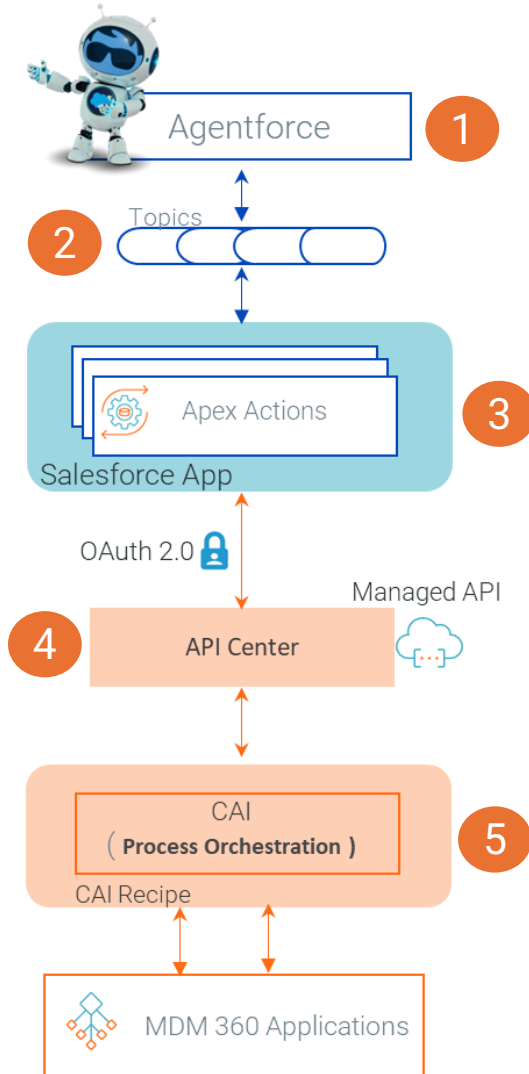 Agentforce
1
Topics
2
Apex Actions
3
Salesforce App
OAuth 2.0
Managed API
4
API Center
[...]
CAI
( Process Orchestration )
5
CAI Recipe
MDM 360 Applications